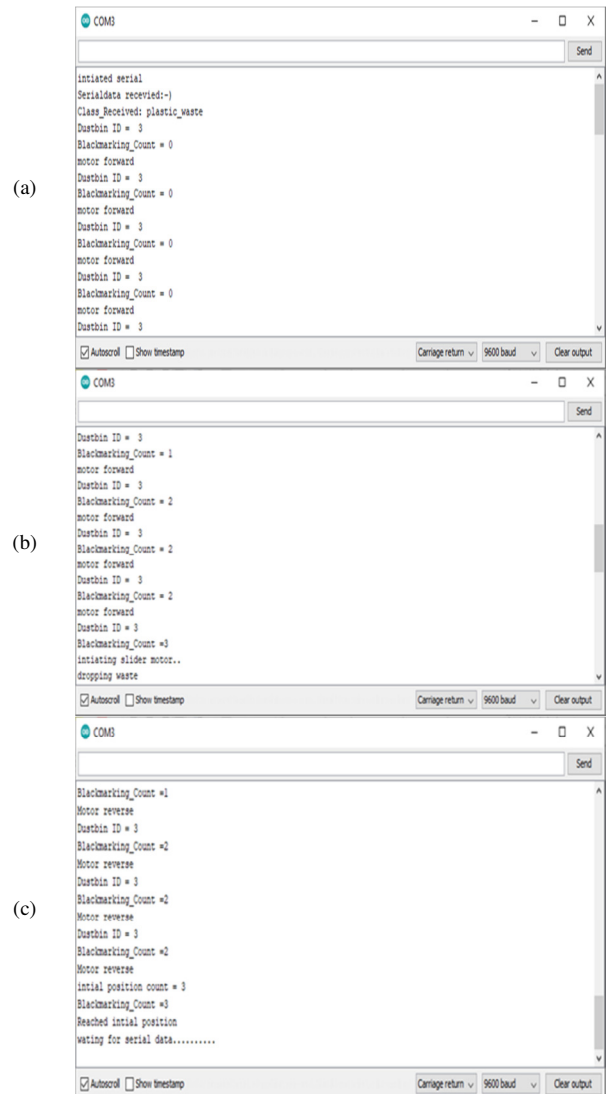 COM3
Send
intiated serial
Serialdata recevied:-)
Class_Received: plastic_waste
Dustbin ID =  3
Blackmarking_Count = 0
motor forward
Dustbin ID =  3
Blackmarking_Count = 0
motor forward
Dustbin ID =  3
Blackmarking_Count = 0
motor forward
Dustbin ID =  3
Blackmarking_Count = 0
motor forward
Dustbin ID =  3
(a)
Autoscroll Show timestamp Carriage return 9600 baud Clear output
COM3
Send
Dustbin ID =  3
Blackmarking_Count = 1
motor forward
Dustbin ID =  3
Blackmarking_Count = 2
motor forward
Dustbin ID =  3
Blackmarking_Count = 2
motor forward
Dustbin ID =  3
Blackmarking_Count = 2
motor forward
Dustbin ID = 3
Blackmarking_Count =3
intiating slider motor..
dropping waste
(b)
Autoscroll Show timestamp Carriage return 9600 baud Clear output
COM3
Send
Blackmarking_Count =1
Motor reverse
Dustbin ID = 3
Blackmarking_Count =2
Motor reverse
Dustbin ID = 3
Blackmarking_Count =2
Motor reverse
Dustbin ID = 3
Blackmarking_Count =2
Motor reverse
intial position count = 3
Blackmarking_Count =3
Reached intial position
wating for serial data..........
(c)
Autoscroll Show timestamp Carriage return 9600 baud Clear output